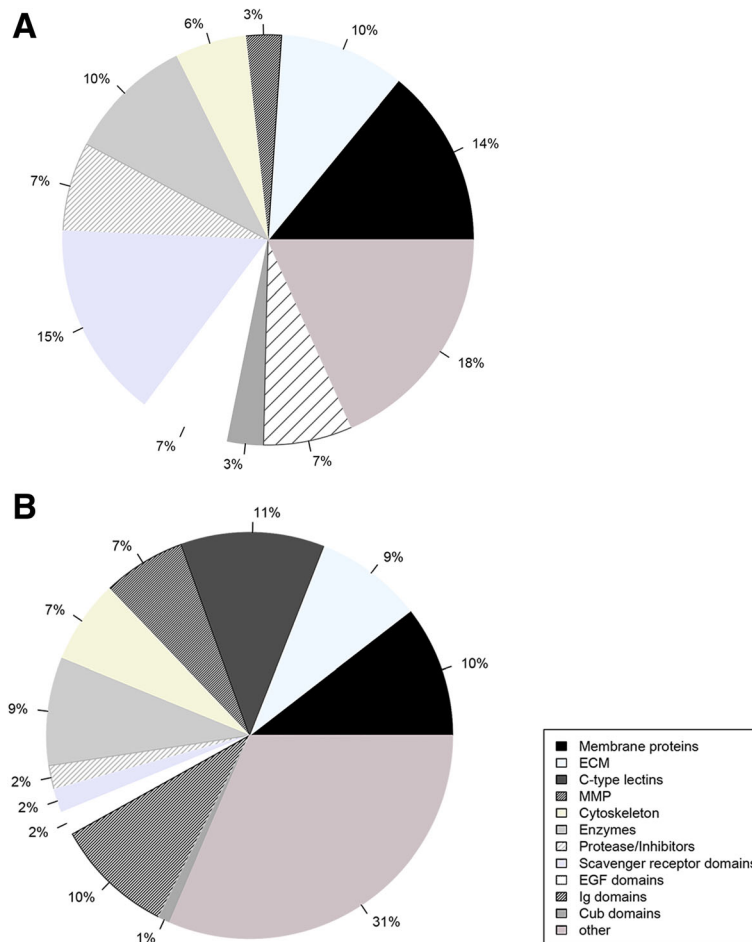 A
3%
6%
10%
10%
14%
7%
15%
18%
7%
3%
7%
B
11%
7%
9%
7%
10%
9%
2%
2%
2%
10%
1%
31%
Membrane proteins
ECM
C-type lectins
MMP
Cytoskeleton
Enzymes
Protease/Inhibitors
Scavenger receptor domains
EGF domains
Ig domains
Cub domains
other